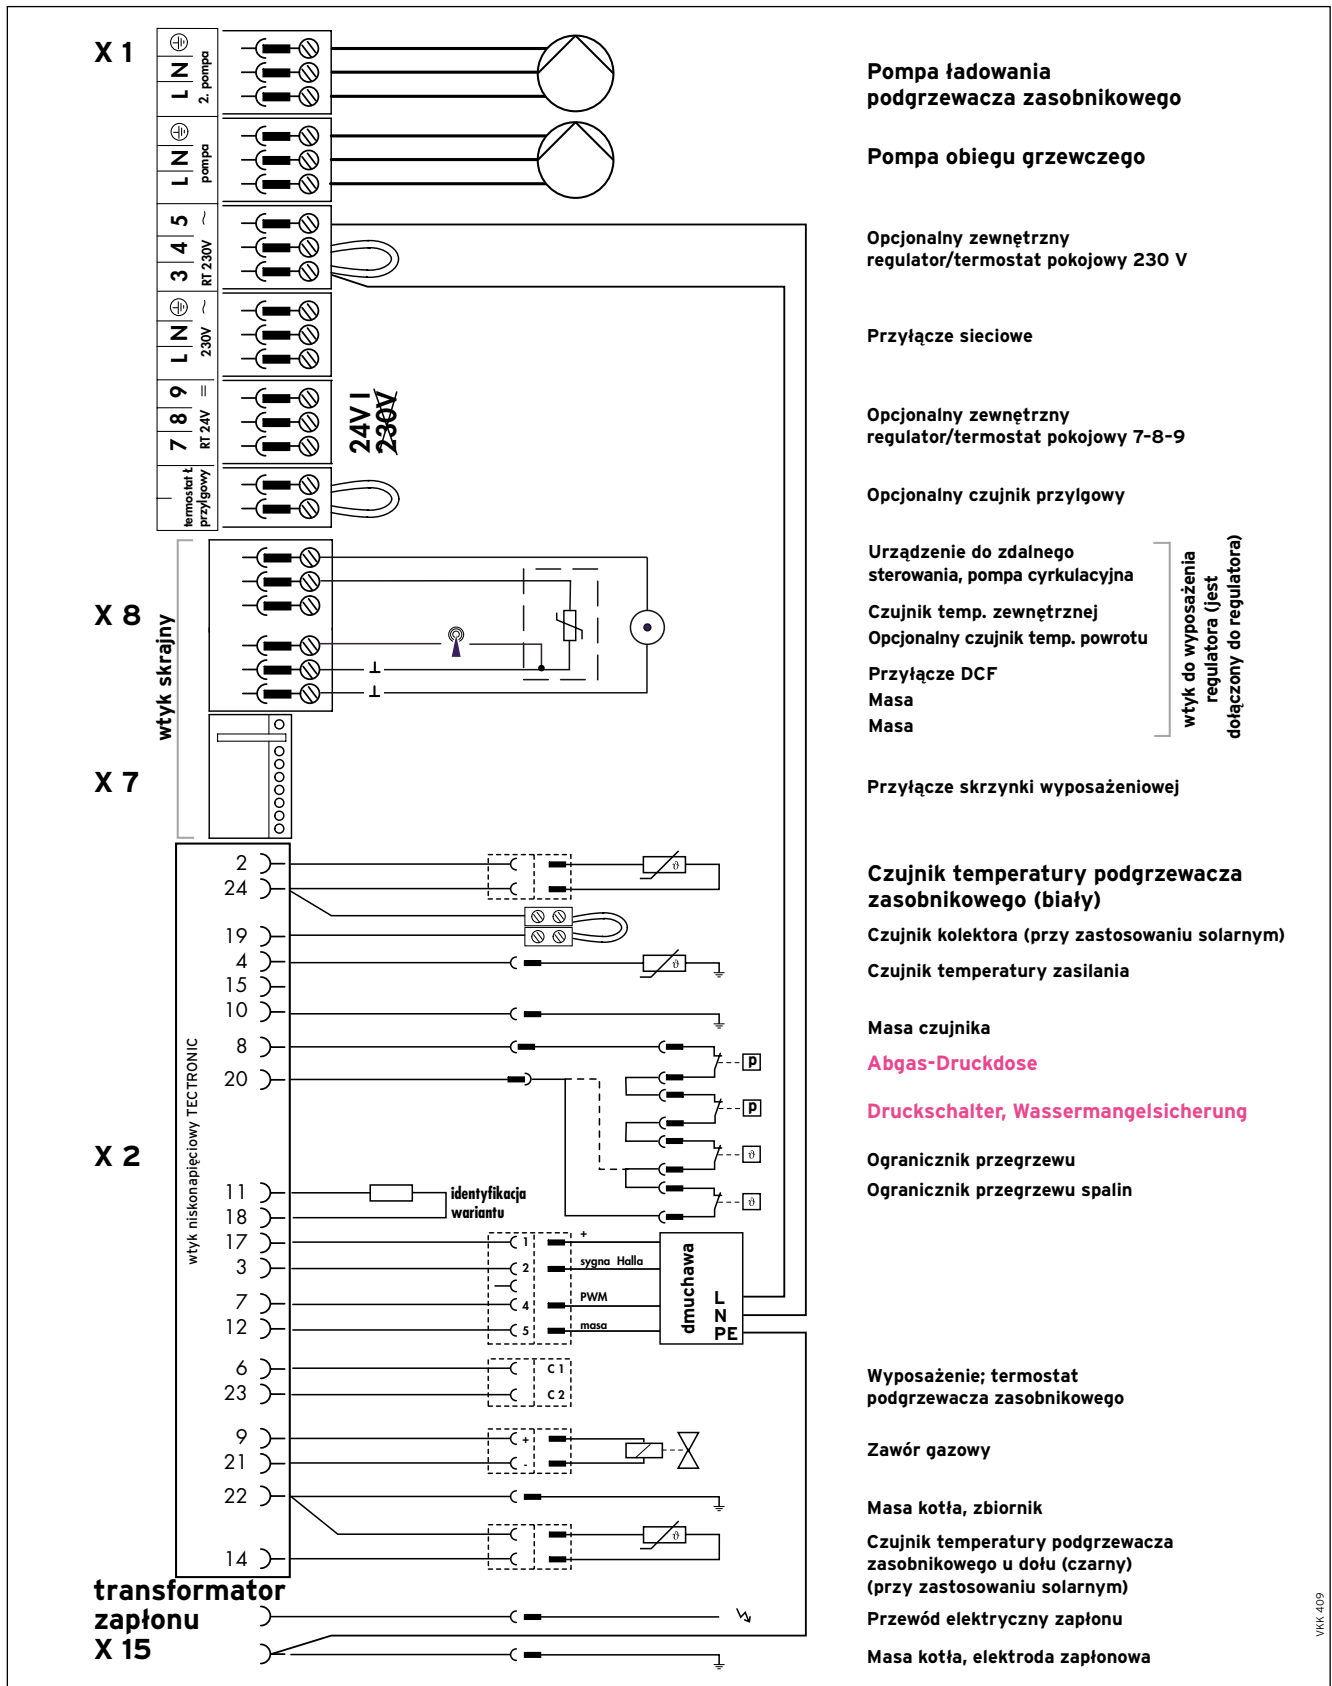 X 1
L N
2. pompa
Pompa ładowania
podgrzewacza zasobnikowego
L N
pompa
Pompa obiegu grzewczego
3 4 5
RT 230V ~
Opcjonalny zewnętrzny
regulator/termostat pokojowy 230 V
L N
230V ~
Przyłącze sieciowe
7 8 9
RT 24V =
24V I
230V
Opcjonalny zewnętrzny
regulator/termostat pokojowy 7-8-9
termostat Ł
przylgowy
Opcjonalny czujnik przylgowy
X 8
wtyk skrajny
Urządzenie do zdalnego
sterowania, pompa cyrkulacyjna
Czujnik temp. zewnętrznej
Opcjonalny czujnik temp. powrotu
Przyłącze DCF
Masa
Masa
wtyk do wyposażenia
regulatora (jest
dołączony do regulatora)
X 7
Przyłącze skrzynki wyposażeniowej
X 2
wtyk niskonapięciowy TECTRONIC
2
ϑ
24
Czujnik temperatury podgrzewacza
zasobnikowego (biały)
19
Czujnik kolektora (przy zastosowaniu solarnym)
4
ϑ
Czujnik temperatury zasilania
15
10
Masa czujnika
8
p
Abgas-Druckdose
20
p
Druckschalter, Wassermangelsicherung
ϑ
Ogranicznik przegrzewu
ϑ
Ogranicznik przegrzewu spalin
11
18
identyfikacja
wariantu
17
1
+
3
2
sygna Halla
7
4
PWM
12
5
masa
dmuchawa
L
N
PE
6
C 1
23
C 2
Wyposażenie; termostat
podgrzewacza zasobnikowego
9
+
21
-
Zawór gazowy
22
Masa kotła, zbiornik
ϑ
14
Czujnik temperatury podgrzewacza
zasobnikowego u dołu (czarny)
(przy zastosowaniu solarnym)
transformator
zapłonu
X 15
Przewód elektryczny zapłonu
Masa kotła, elektroda zapłonowa
VKK 409